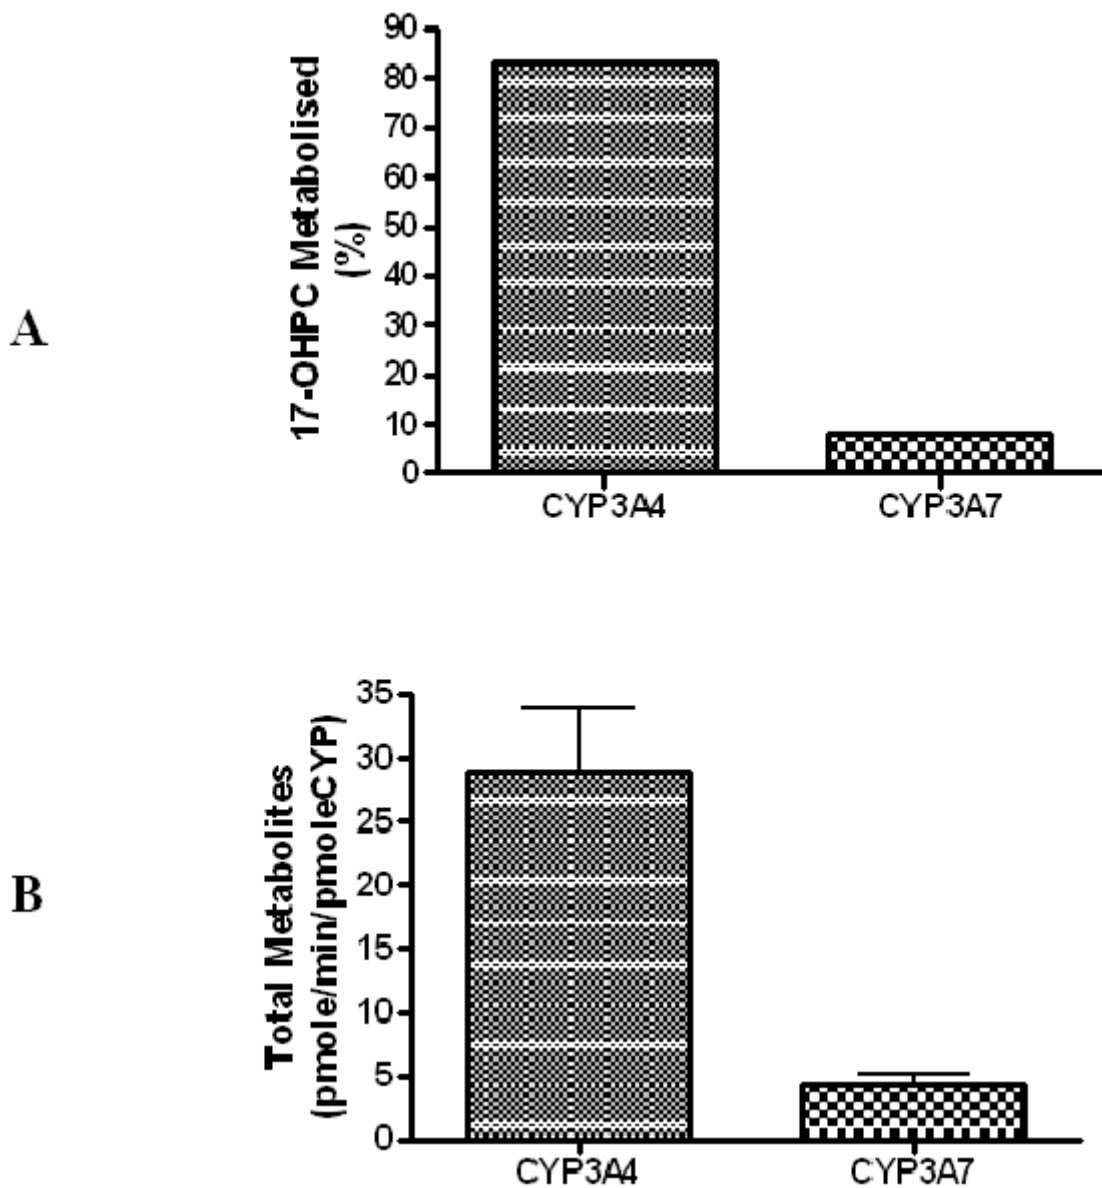 A
17-OHPC Metabolised
(%)
90
80
70
60
50
40
30
20
10
0
CYP3A4 CYP3A7
B
Total Metabolites
(pmole/min/pmoleCYP)
35
30
25
20
15
10
5
0
CYP3A4 CYP3A7